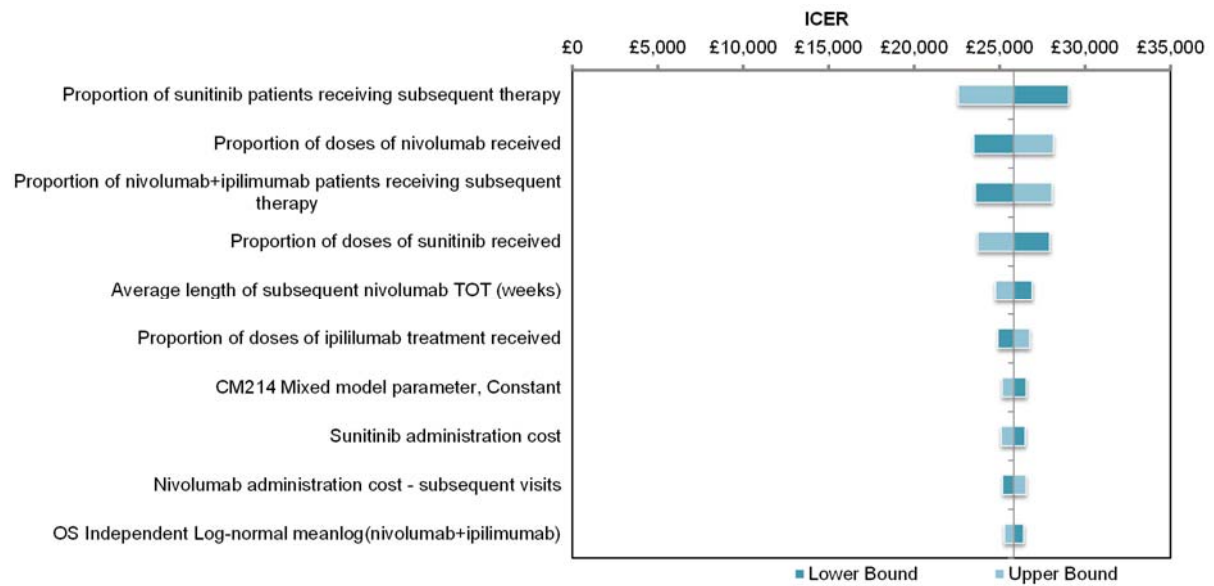 ICER
£0 £5,000 £10,000 £15,000 £20,000 £25,000 £30,000 £35,000
Proportion of sunitinib patients receiving subsequent therapy
Proportion of doses of nivolumab received
Proportion of nivolumab+ipilimumab patients receiving subsequent
therapy
Proportion of doses of sunitinib received
Average length of subsequent nivolumab TOT (weeks)
Proportion of doses of ipililumab treatment received
CM214 Mixed model parameter, Constant
Sunitinib administration cost
Nivolumab administration cost - subsequent visits
OS Independent Log-normal meanlog(nivolumab+ipilimumab)
Lower Bound Upper Bound